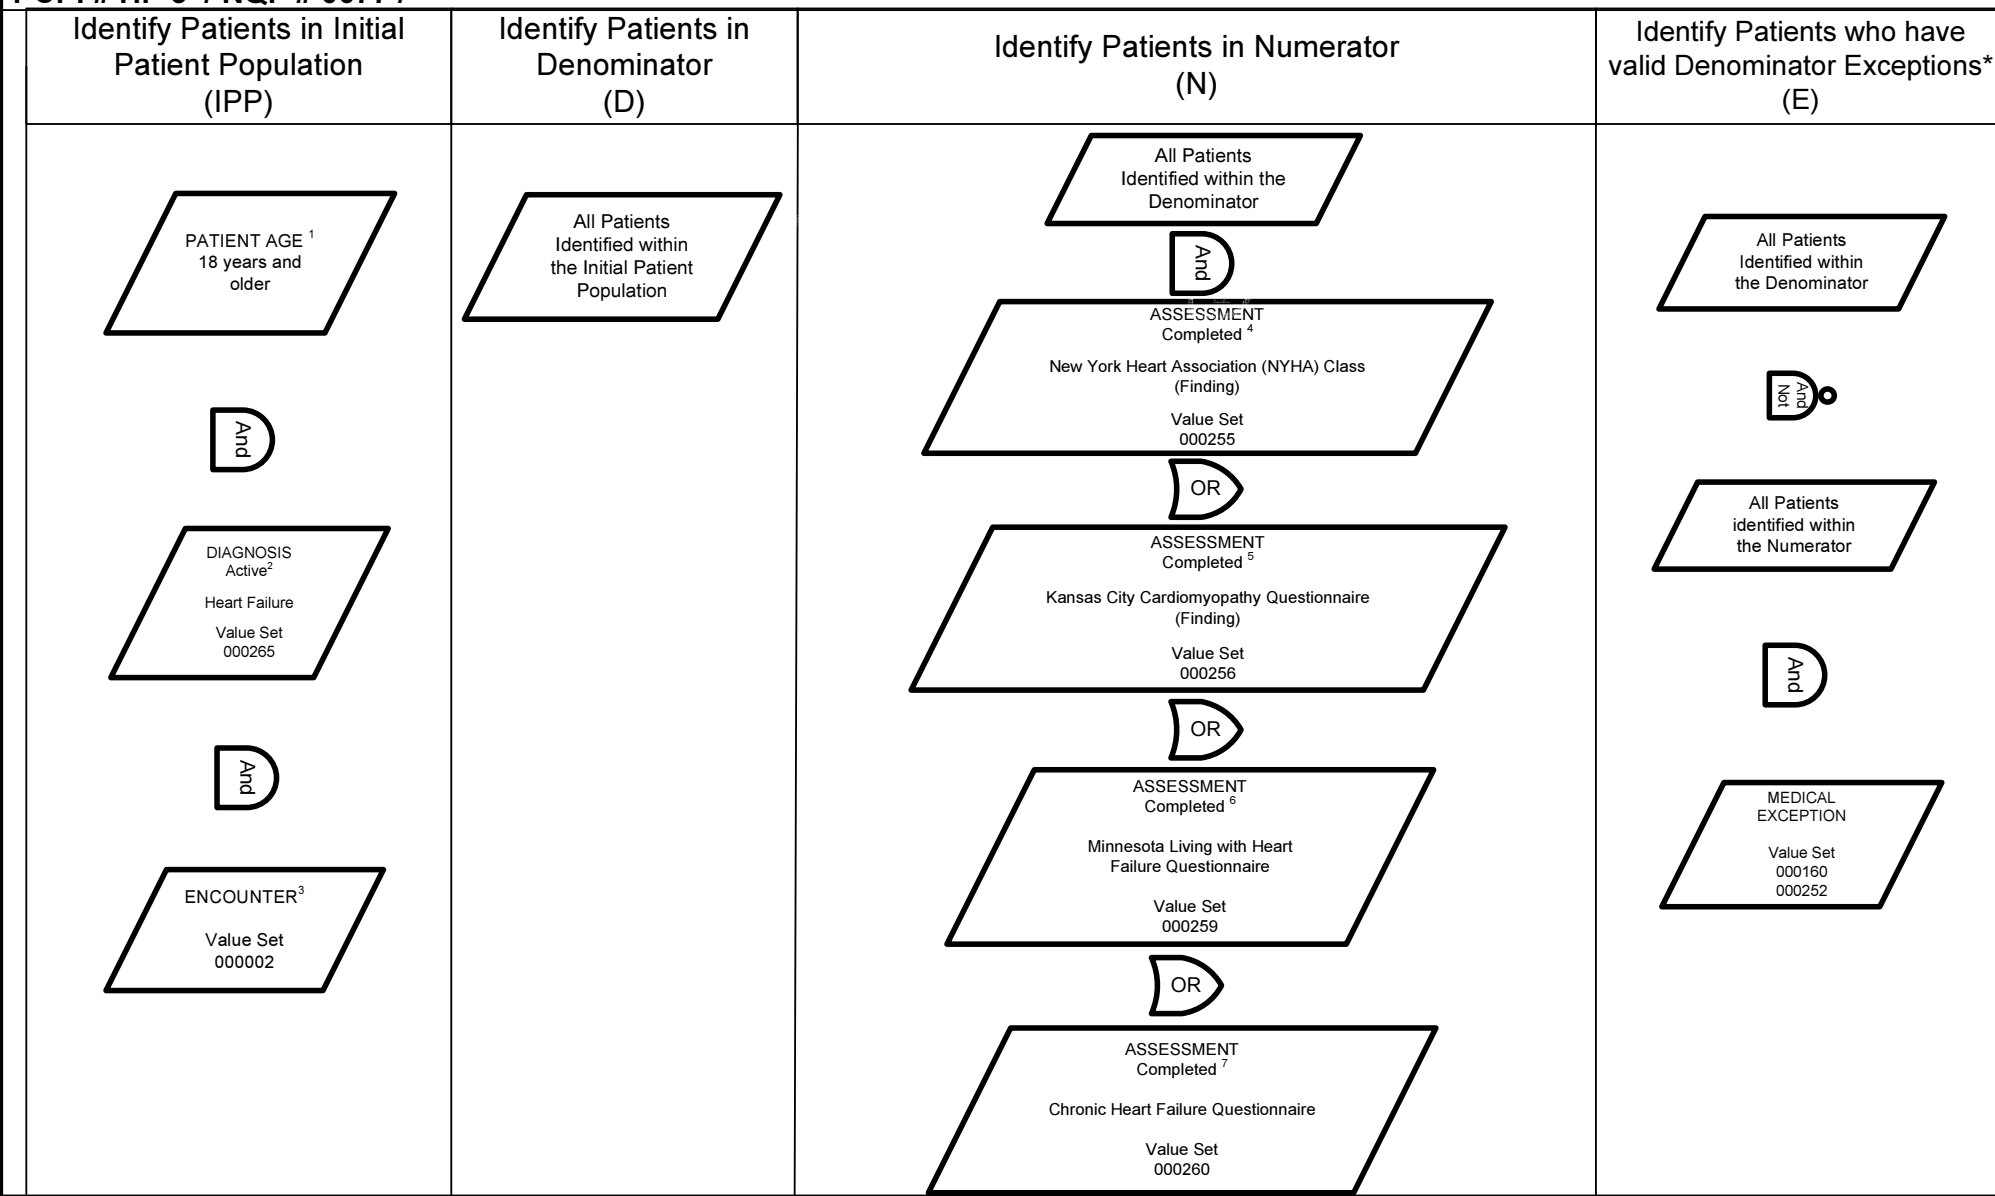 Identify Patients in Initial
Patient Population
(IPP)
Identify Patients in
Denominator
(D)
Identify Patients in Numerator
(N)
Identify Patients who have
valid Denominator Exceptions*
(E)
PATIENT AGE 1
18 years and
older
And
DIAGNOSIS
Active2
Heart Failure
Value Set
000265
And
ENCOUNTER3
Value Set
000002
All Patients
Identified within
the Initial Patient
Population
All Patients
Identified within the
Denominator
And
ASSESSMENT
Completed 4
New York Heart Association (NYHA) Class
(Finding)
Value Set
000255
OR
ASSESSMENT
Completed 5
Kansas City Cardiomyopathy Questionnaire
(Finding)
Value Set
000256
OR
ASSESSMENT
Completed 6
Minnesota Living with Heart
Failure Questionnaire
Value Set
000259
OR
ASSESSMENT
Completed 7
Chronic Heart Failure Questionnaire
Value Set
000260
All Patients
Identified within
the Denominator
And
Not
All Patients
identified within
the Numerator
And
MEDICAL
EXCEPTION
Value Set
000160
000252